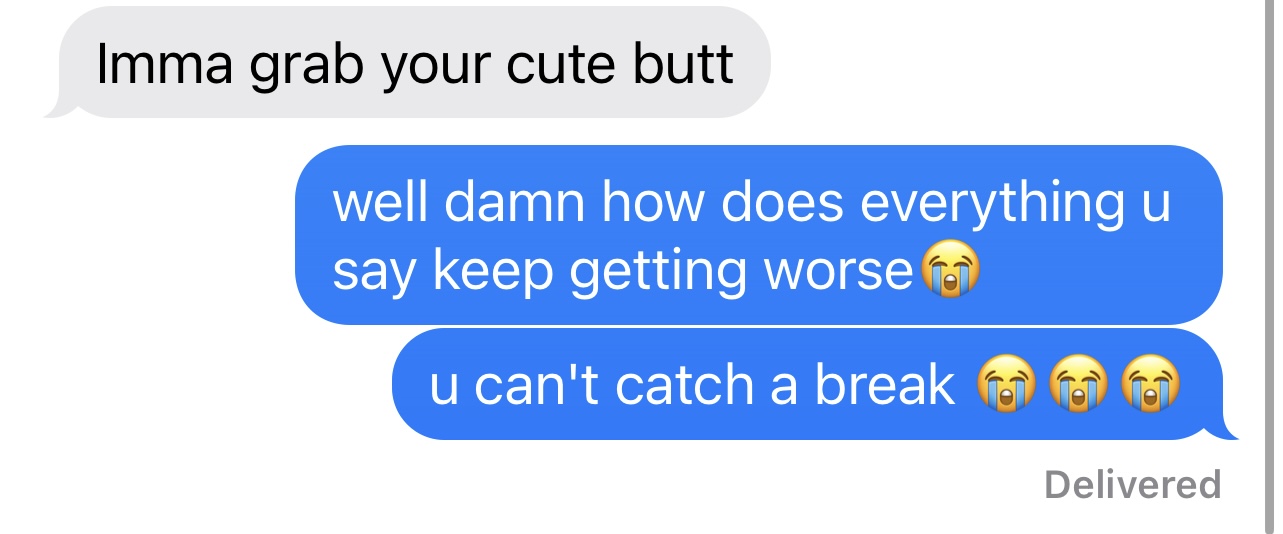 Imma grab your cute butt
well damn how does everything u
say keep getting worse😭
u can't catch a break 😭😭😭
Delivered